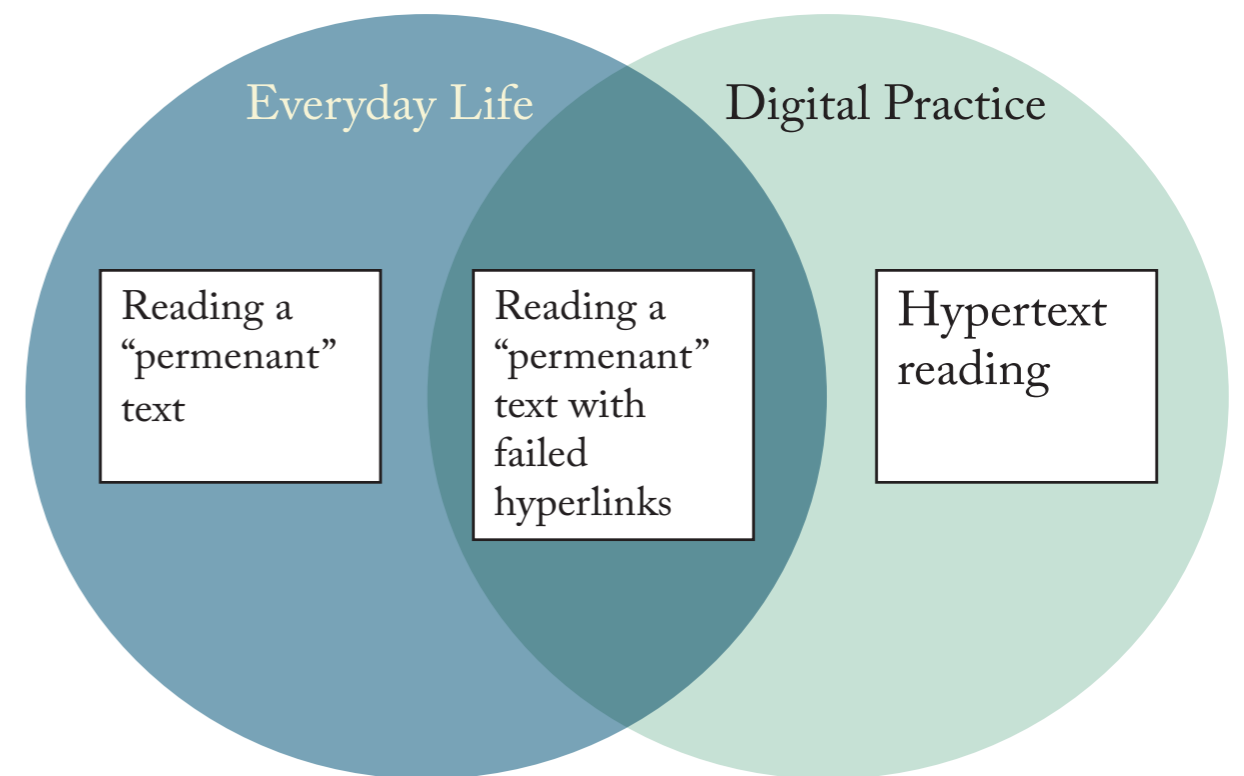 Everyday Life
Digital Practice
Reading a
“permenant”
text
Reading a
“permenant”
text with
failed
hyperlinks
Hypertext
reading